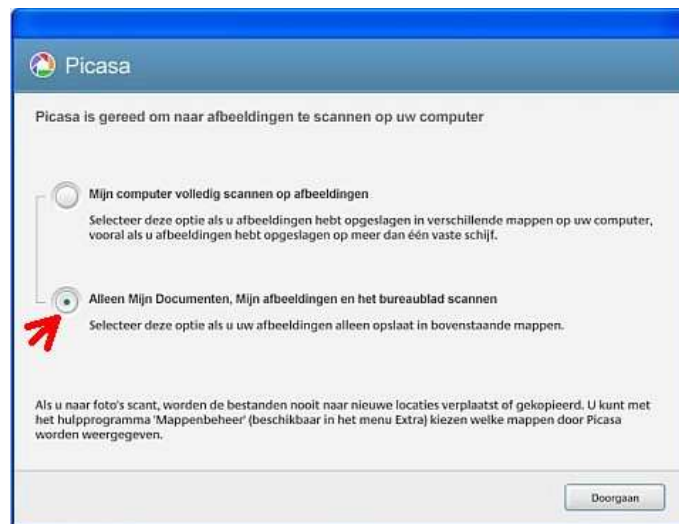 Picasa
Picasa is gereed om naar afbeeldingen te scannen op uw computer
Mijn computer volledig scannen op afbeeldingen
Selecteer deze optie als u afbeeldingen hebt opgeslagen in verschillende mappen op uw computer,
vooral als u afbeeldingen hebt opgeslagen op meer dan één vaste schijf.
Alleen Mijn Documenten, Mijn afbeeldingen en het bureaublad scannen
Selecteer deze optie als u uw afbeeldingen alleen opslaat in bovenstaande mappen.
Als u naar foto's scant, worden de bestanden nooit naar nieuwe locaties verplaatst of gekopieerd. U kunt met
het hulpprogramma 'Mappenbeheer' (beschikbaar in het menu Extra) kiezen welke mappen door Picasa
worden weergegeven.
Doorgaan